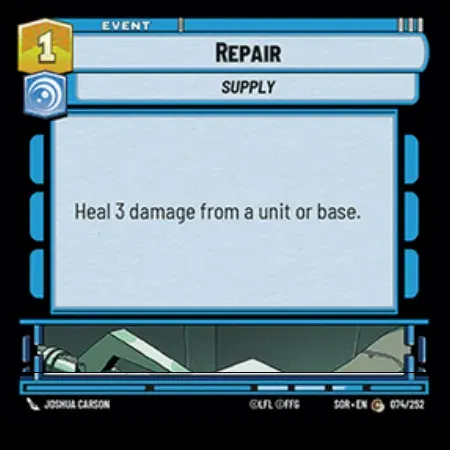 EVENT
1
REPAIR
SUPPLY
Heal 3 damage from a unit or base.
JOSHUA CARSON
©LFL ©FFG
SOR • EN
C
074/252